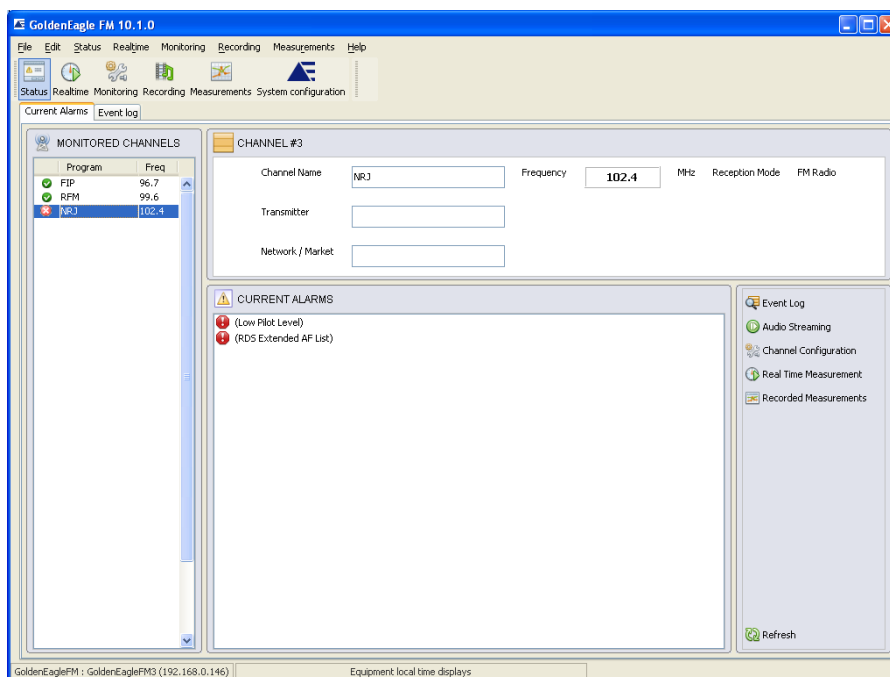 GoldenEagle FM 10.1.0
File Edit Status Realtime Monitoring Recording Measurements Help
Status Realtime Monitoring Recording Measurements System configuration
Current Alarms Event log
MONITORED CHANNELS
Program Freq
FIP 96.7
RFM 99.6
NRJ 102.4
CHANNEL #3
Channel Name NRJ Frequency 102.4 MHz Reception Mode FM Radio
Transmitter
Network / Market
CURRENT ALARMS
(Low Pilot Level)
(RDS Extended AF List)
Event Log
Audio Streaming
Channel Configuration
Real Time Measurement
Recorded Measurements
Refresh
GoldenEagleFM : GoldenEagleFM3 (192.168.0.146) Equipment local time displays